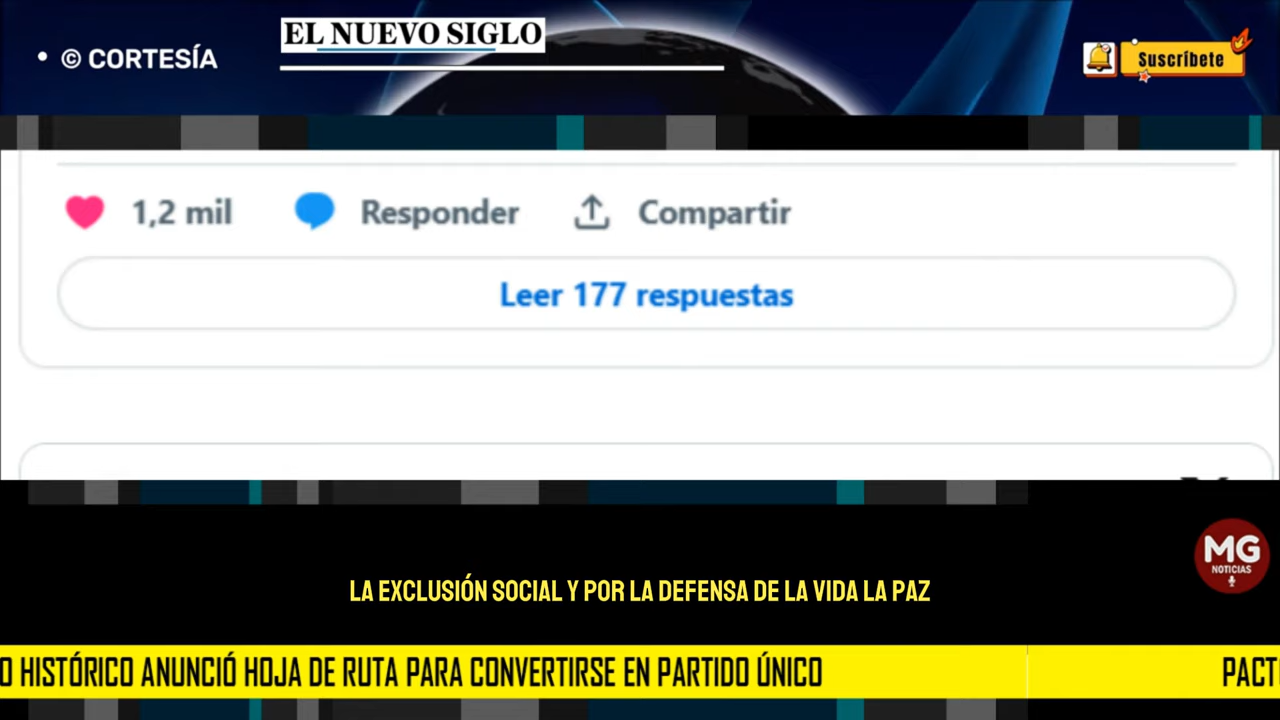 • © CORTESÍA
EL NUEVO SIGLO
Suscríbete
1,2 mil
Responder
Compartir
Leer 177 respuestas
MG
NOTICIAS
LA EXCLUSIÓN SOCIAL Y POR LA DEFENSA DE LA VIDA LA PAZ
O HISTÓRICO ANUNCIÓ HOJA DE RUTA PARA CONVERTIRSE EN PARTIDO ÚNICO
PACT